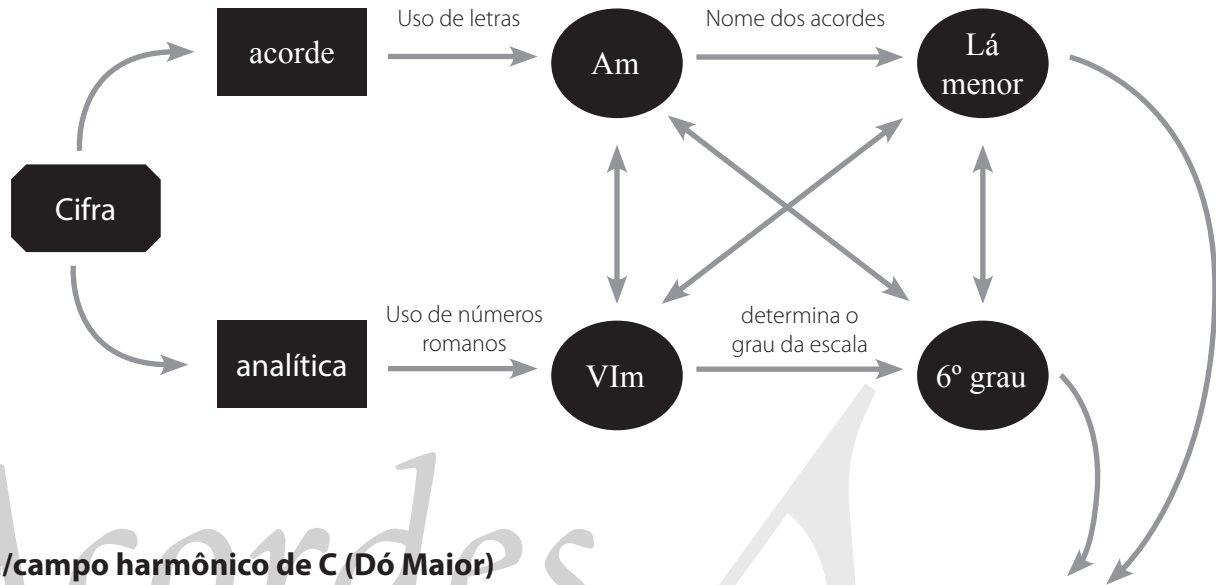 Uso de letras
Nome dos acordes
acorde
Am
Lá
menor
Cifra
Uso de números
romanos
determina o
grau da escala
analítica
VIm
6º grau
Acordes
/campo harmônico de C (Dó Maior)